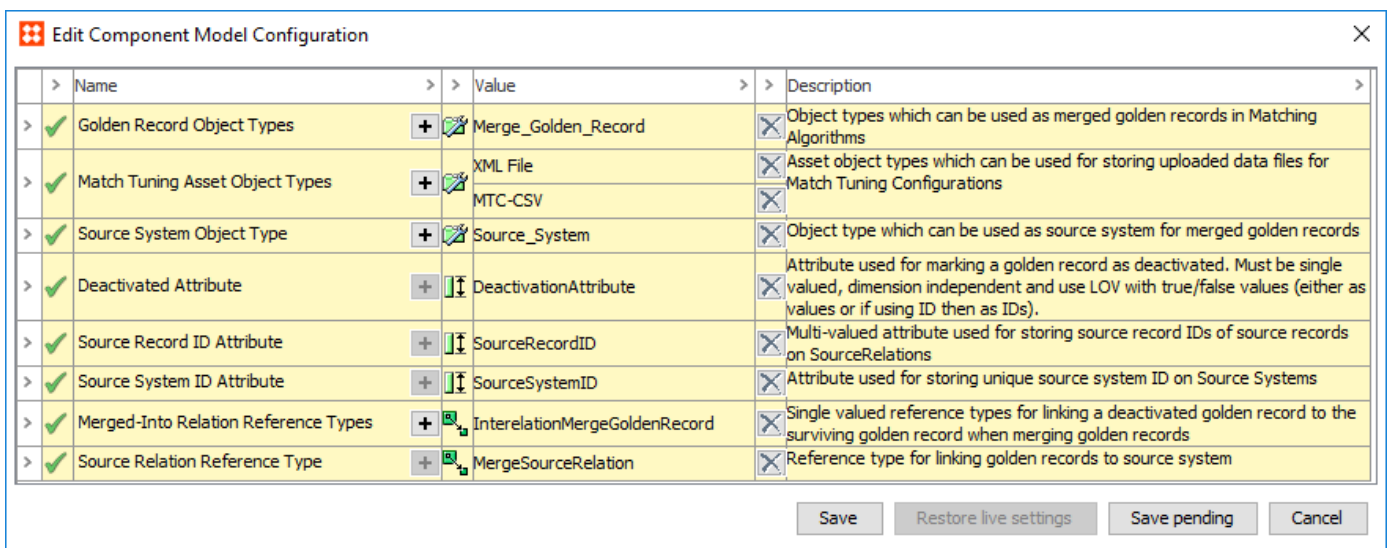 Edit Component Model Configuration
Name Value Description
Golden Record Object Types Merge_Golden_Record Object types which can be used as merged golden records in Matching
Algorithms
Match Tuning Asset Object Types XML File Asset object types which can be used for storing uploaded data files for
MTC-CSV Match Tuning Configurations
Source System Object Type Source_System Object type which can be used as source system for merged golden records
Deactivated Attribute DeactivationAttribute Attribute used for marking a golden record as deactivated. Must be single
valued, dimension independent and use LOV with true/false values (either as
values or if using ID then as IDs).
Source Record ID Attribute SourceRecordID Multi-valued attribute used for storing source record IDs of source records
on SourceRelations
Source System ID Attribute SourceSystemID Attribute used for storing unique source system ID on Source Systems
Merged-Into Relation Reference Types InterelationMergeGoldenRecord Single valued reference types for linking a deactivated golden record to the
surviving golden record when merging golden records
Source Relation Reference Type MergeSourceRelation Reference type for linking golden records to source system
Save Restore live settings Save pending Cancel